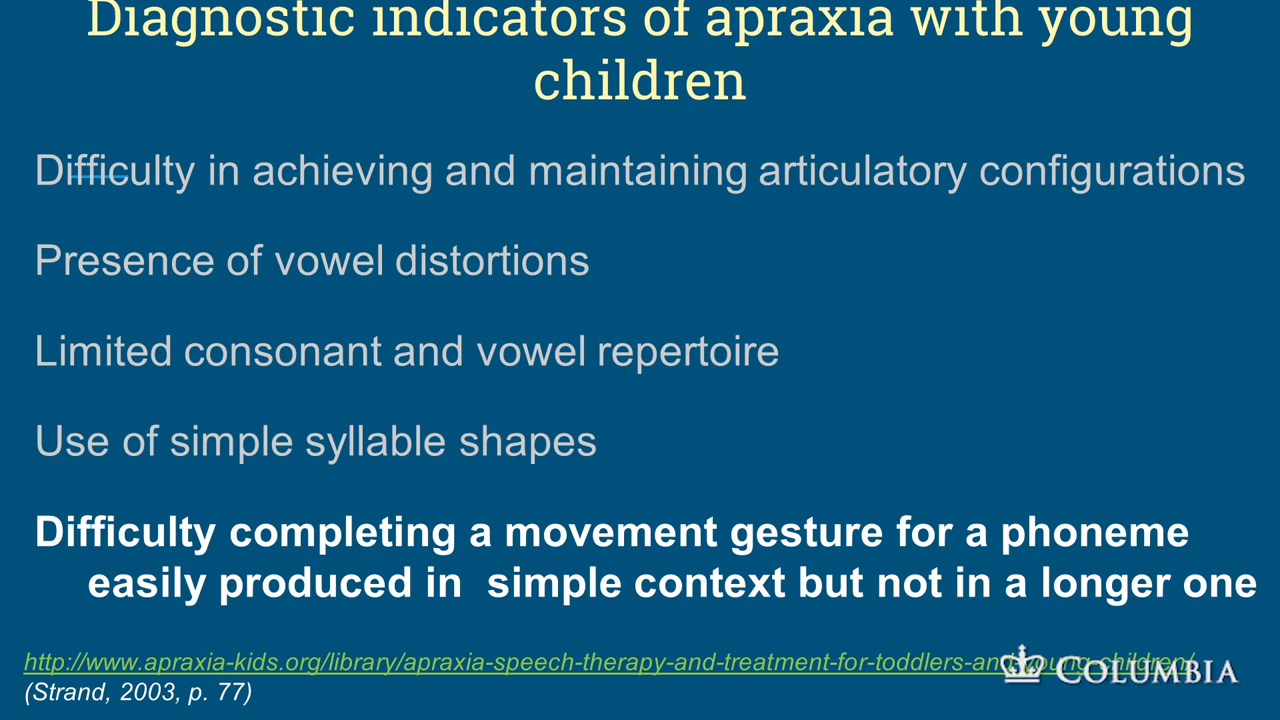 Diagnostic indicators of apraxia with young
children
Difficulty in achieving and maintaining articulatory configurations
Presence of vowel distortions
Limited consonant and vowel repertoire
Use of simple syllable shapes
Difficulty completing a movement gesture for a phoneme
easily produced in  simple context but not in a longer one
http://www.apraxia-kids.org/library/apraxia-speech-therapy-and-treatment-for-toddlers-and-young-children/
(Strand, 2003, p. 77)
COLUMBIA